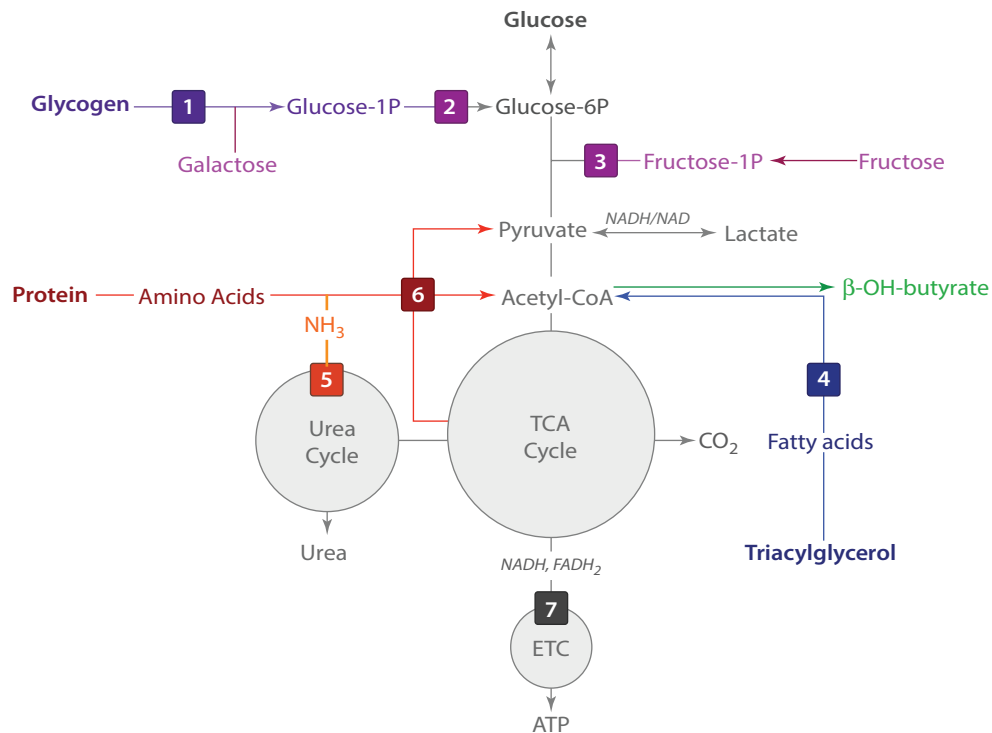 Glucose
Glycogen 1 Glucose-1P 2 Glucose-6P
Galactose
3 Fructose-1P Fructose
NADH/NAD
Pyruvate Lactate
Protein Amino Acids 6 Acetyl-CoA β-OH-butyrate
NH₃
5
4
Urea
Cycle
TCA
Cycle
CO₂
Fatty acids
Urea
Triacylglycerol
NADH, FADH₂
7
ETC
ATP